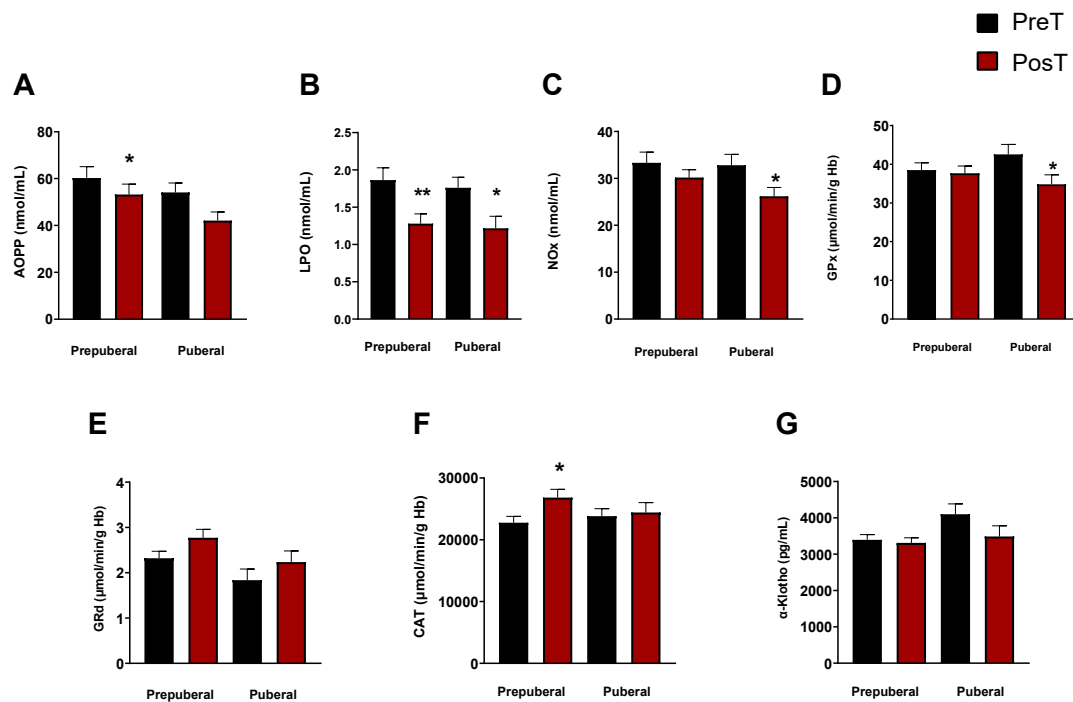 PreT
PosT
A
B
C
D
AOPP (nmol/mL)
80
60
40
20
0
*
Prepuberal Puberal
LPO (nmol/mL)
2.5
2.0
1.5
1.0
0.5
0.0
** *
Prepuberal Puberal
NOx (nmol/mL)
40
30
20
10
0
*
Prepuberal Puberal
GPx (µmol/min/g Hb)
50
40
30
20
10
0
*
Prepuberal Puberal
E
F
G
GRd (µmol/min/g Hb)
4
3
2
1
0
Prepuberal Puberal
CAT (µmol/min/g Hb)
30000
20000
10000
0
*
Prepuberal Puberal
α-Klotho (pg/mL)
5000
4000
3000
2000
1000
0
Prepuberal Puberal